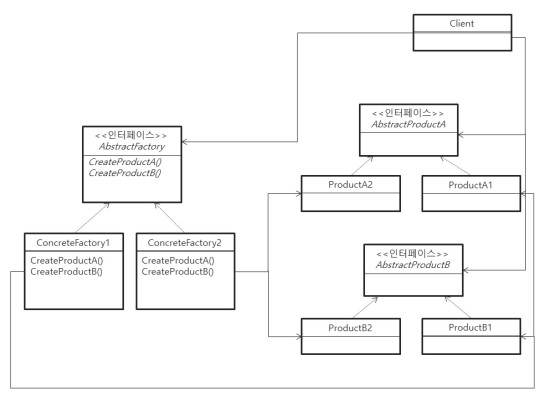 Client
<<인터페이스>>
AbstractFactory
CreateProductA()
CreateProductB()
<<인터페이스>>
AbstractProductA
ProductA2
ProductA1
ConcreteFactory1
CreateProductA()
CreateProductB()
ConcreteFactory2
CreateProductA()
CreateProductB()
<<인터페이스>>
AbstractProductB
ProductB2
ProductB1